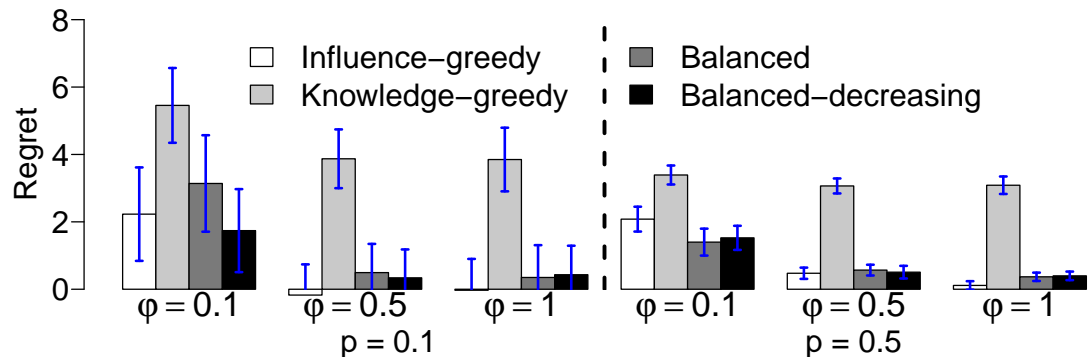 8
6
4
2
0
Regret
Influence−greedy
Knowledge−greedy
Balanced
Balanced−decreasing
φ = 0.1
φ = 0.5
φ = 1
φ = 0.1
φ = 0.5
φ = 1
p = 0.1
p = 0.5